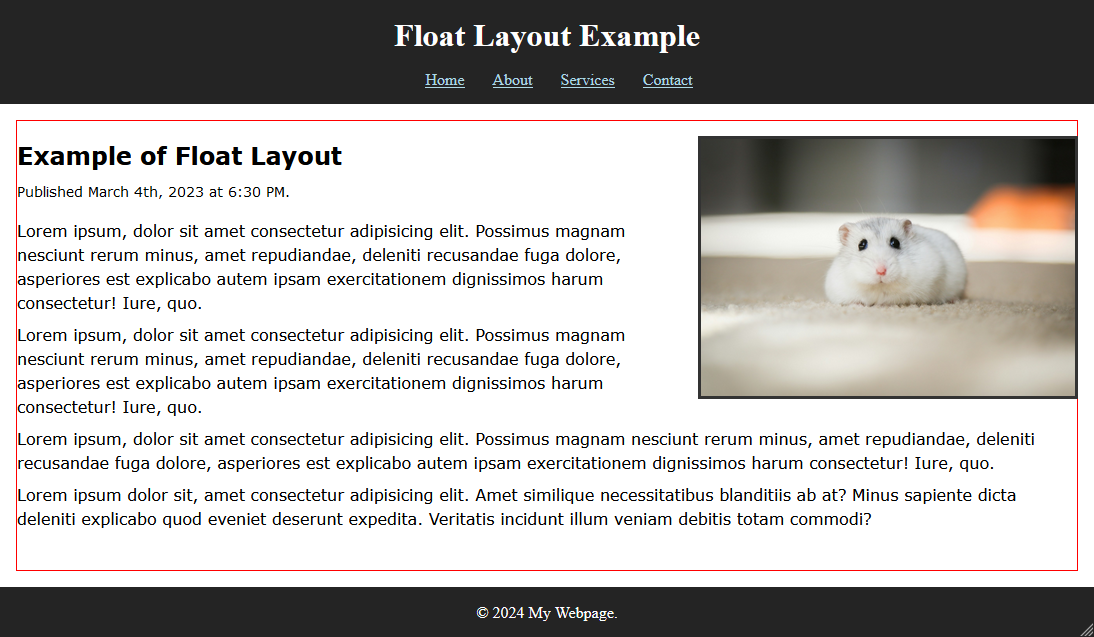 Float Layout Example
Home About Services Contact
Example of Float Layout
Published March 4th, 2023 at 6:30 PM.
Lorem ipsum, dolor sit amet consectetur adipisicing elit. Possimus magnam
nesciunt rerum minus, amet repudiandae, deleniti recusandae fuga dolore,
asperiores est explicabo autem ipsam exercitationem dignissimos harum
consectetur! Iure, quo.
Lorem ipsum, dolor sit amet consectetur adipisicing elit. Possimus magnam
nesciunt rerum minus, amet repudiandae, deleniti recusandae fuga dolore,
asperiores est explicabo autem ipsam exercitationem dignissimos harum
consectetur! Iure, quo.
Lorem ipsum, dolor sit amet consectetur adipisicing elit. Possimus magnam nesciunt rerum minus, amet repudiandae, deleniti
recusandae fuga dolore, asperiores est explicabo autem ipsam exercitationem dignissimos harum consectetur! Iure, quo.
Lorem ipsum dolor sit, amet consectetur adipisicing elit. Amet similique necessitatibus blanditiis ab at? Minus sapiente dicta
deleniti explicabo quod eveniet deserunt expedita. Veritatis incidunt illum veniam debitis totam commodi?
© 2024 My Webpage.